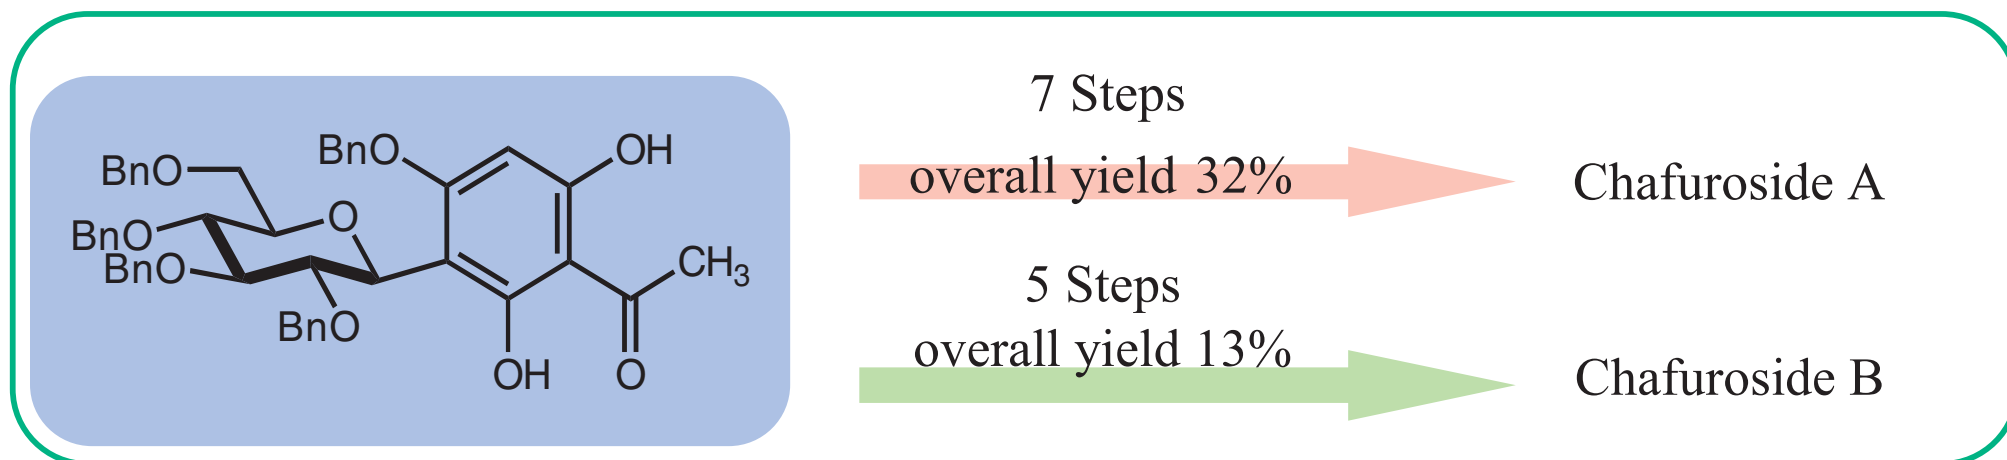 BnO
OH
BnO
O
BnO
BnO
CH3
BnO
OH
O
7 Steps
overall yield 32%
Chafuroside A
5 Steps
overall yield 13%
Chafuroside B